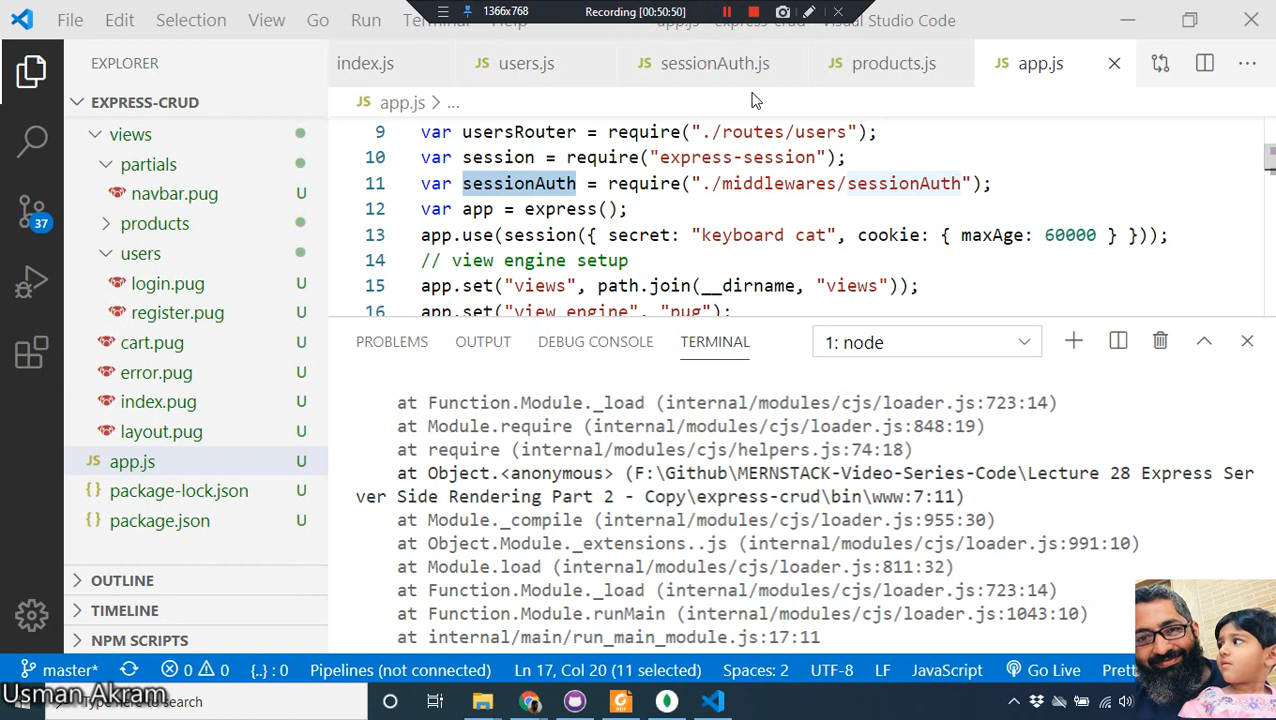 1366x768
Recording [00:50:50]
File Edit Selection View Go Run Visual Studio Code
EXPLORER
index.js users.js sessionAuth.js products.js app.js
EXPRESS-CRUD
app.js > ...
views
partials
navbar.pug U
products
users
login.pug U
register.pug U
cart.pug U
error.pug U
index.pug U
layout.pug U
app.js U
package-lock.json U
package.json U
OUTLINE
TIMELINE
NPM SCRIPTS
37
9 var usersRouter = require("./routes/users");
10 var session = require("express-session");
11 var sessionAuth = require("./middlewares/sessionAuth");
12 var app = express();
13 app.use(session({ secret: "keyboard cat", cookie: { maxAge: 60000 } }));
14 // view engine setup
15 app.set("views", path.join(__dirname, "views"));
16 app.set("view engine", "pug");
PROBLEMS OUTPUT DEBUG CONSOLE TERMINAL 1: node
at Function.Module._load (internal/modules/cjs/loader.js:723:14)
at Module.require (internal/modules/cjs/loader.js:848:19)
at require (internal/modules/cjs/helpers.js:74:18)
at Object.<anonymous> (F:\Github\MERNSTACK-Video-Series-Code\Lecture 28 Express Ser
ver Side Rendering Part 2 - Copy\express-crud\bin\www:7:11)
at Module._compile (internal/modules/cjs/loader.js:955:30)
at Object.Module._extensions..js (internal/modules/cjs/loader.js:991:10)
at Module.load (internal/modules/cjs/loader.js:811:32)
at Function.Module._load (internal/modules/cjs/loader.js:723:14)
at Function.Module.runMain (internal/modules/cjs/loader.js:1043:10)
at internal/main/run_main_module.js:17:11
master* 0 0 {..} : 0 Pipelines (not connected) Ln 17, Col 20 (11 selected) Spaces: 2 UTF-8 LF JavaScript Go Live
Usman Akram
Type here to search